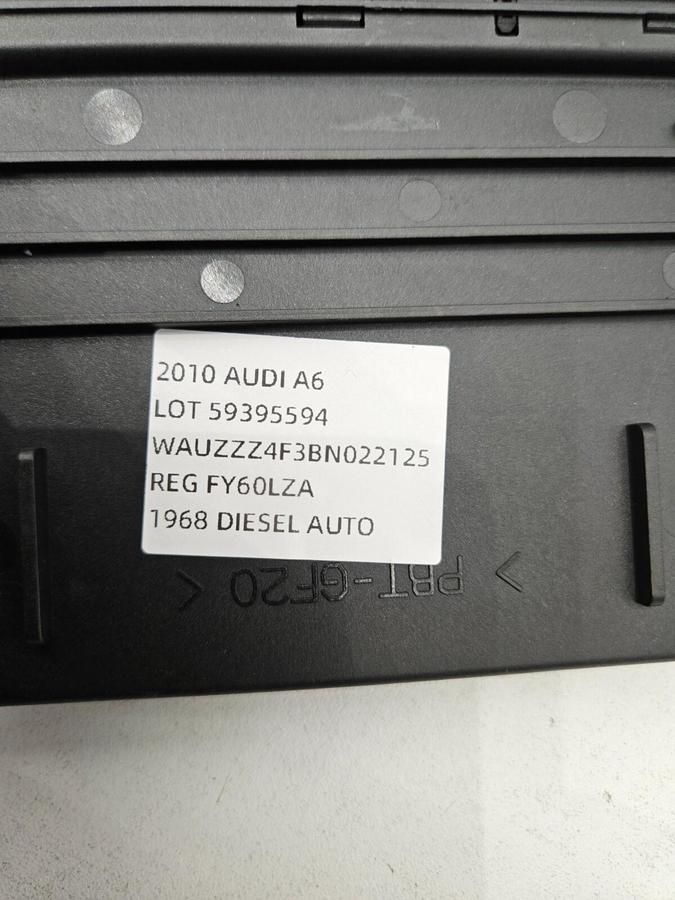 2010 AUDI A6
LOT 59395594
WAUZZZ4F3BN022125
REG FY60LZA
1968 DIESEL AUTO
>PBT-GF20<